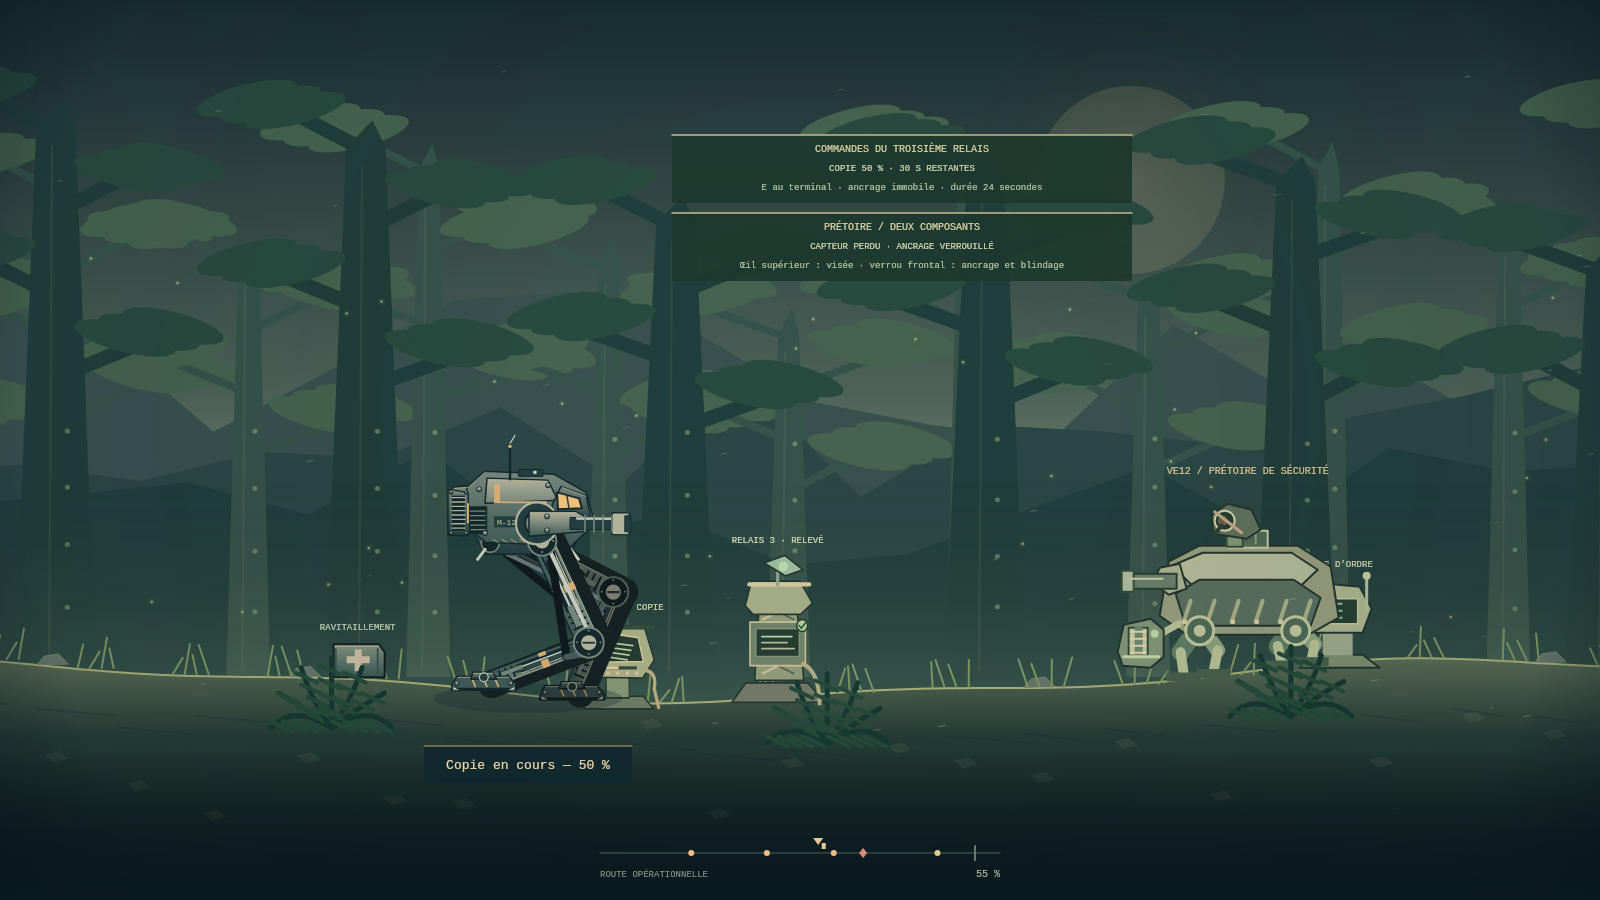 COMMANDES DU TROISIÈME RELAIS
COPIE 50 % · 30 S RESTANTES
E au terminal · ancrage immobile · durée 24 secondes
PRÉTOIRE / DEUX COMPOSANTS
CAPTEUR PERDU · ANCRAGE VERROUILLÉ
Œil supérieur : visée · verrou frontal : ancrage et blindage
VE12 / PRÉTOIRE DE SÉCURITÉ
M-12
RELAIS 3 · RELEVÉ
D’ORDRE
COPIE
RAVITAILLEMENT
Copie en cours — 50 %
ROUTE OPÉRATIONNELLE
55 %